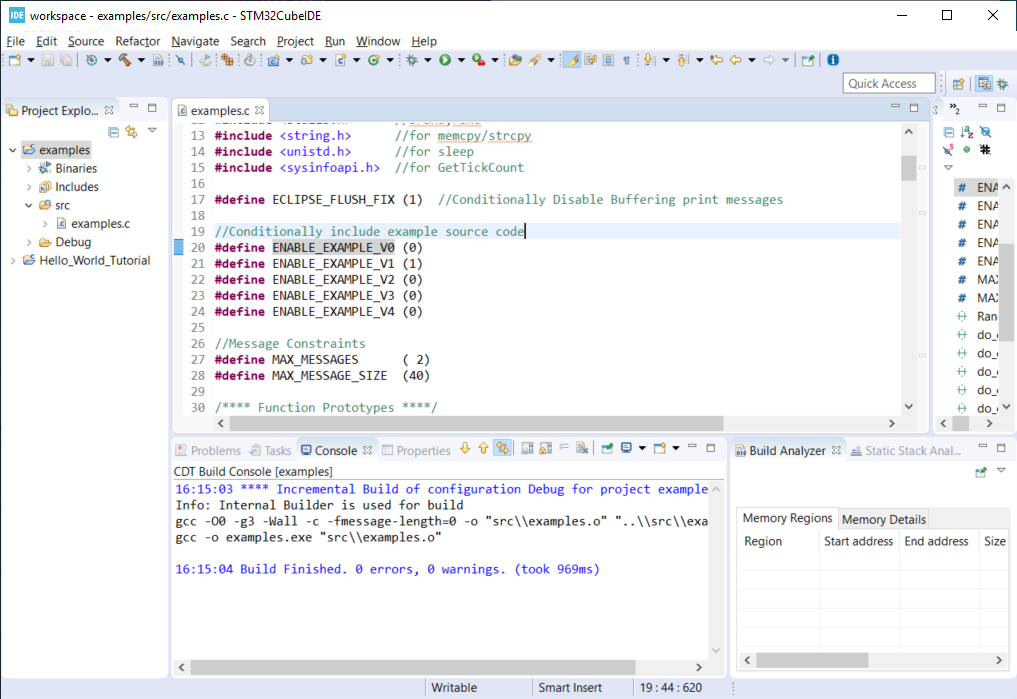 IDE workspace - examples/src/examples.c - STM32CubeIDE
File Edit Source Refactor Navigate Search Project Run Window Help
Quick Access
Project Explo...
examples
Binaries
Includes
src
examples.c
Debug
Hello_World_Tutorial
examples.c
13 #include <string.h> //for memcpy/strcpy
14 #include <unistd.h> //for sleep
15 #include <sysinfoapi.h> //for GetTickCount
16
17 #define ECLIPSE_FLUSH_FIX (1) //Conditionally Disable Buffering print messages
18
19 //Conditionally include example source code
20 #define ENABLE_EXAMPLE_V0 (0)
21 #define ENABLE_EXAMPLE_V1 (1)
22 #define ENABLE_EXAMPLE_V2 (0)
23 #define ENABLE_EXAMPLE_V3 (0)
24 #define ENABLE_EXAMPLE_V4 (0)
25
26 //Message Constraints
27 #define MAX_MESSAGES ( 2)
28 #define MAX_MESSAGE_SIZE (40)
29
30 /**** Function Prototypes ****/
»2
# ENA
# ENA
# ENA
# ENA
# ENA
# MAX
# MAX
Ran
do_
do_
do_
do_
do_
Problems Tasks Console Properties
CDT Build Console [examples]
16:15:03 **** Incremental Build of configuration Debug for project example
Info: Internal Builder is used for build
gcc -O0 -g3 -Wall -c -fmessage-length=0 -o "src\\examples.o" "..\\src\\exa
gcc -o examples.exe "src\\examples.o"
16:15:04 Build Finished. 0 errors, 0 warnings. (took 969ms)
Build Analyzer Static Stack Anal...
Memory Regions Memory Details
Region Start address End address Size
Writable Smart Insert 19 : 44 : 620